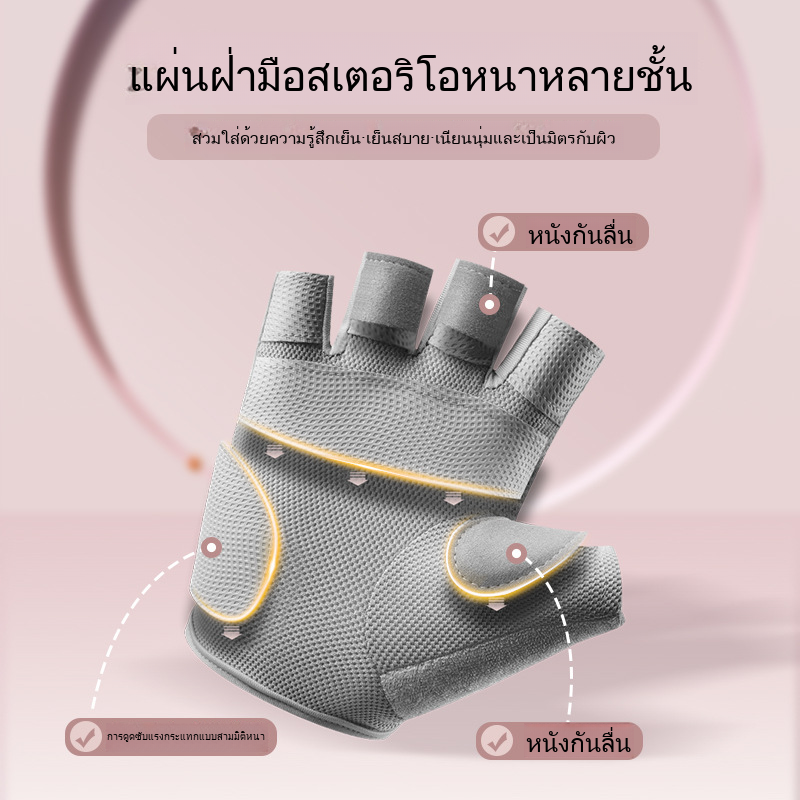 แผ่นฝ่ามือสเตอริโอหนาหลายชั้น
สวมใส่ด้วยความรู้สึกเย็น·เย็นสบาย·เนียนนุ่มและเป็นมิตรกับผิว
หนังกันลื่น
การดูดซับแรงกระแทกแบบสามมิติหนา
หนังกันลื่น